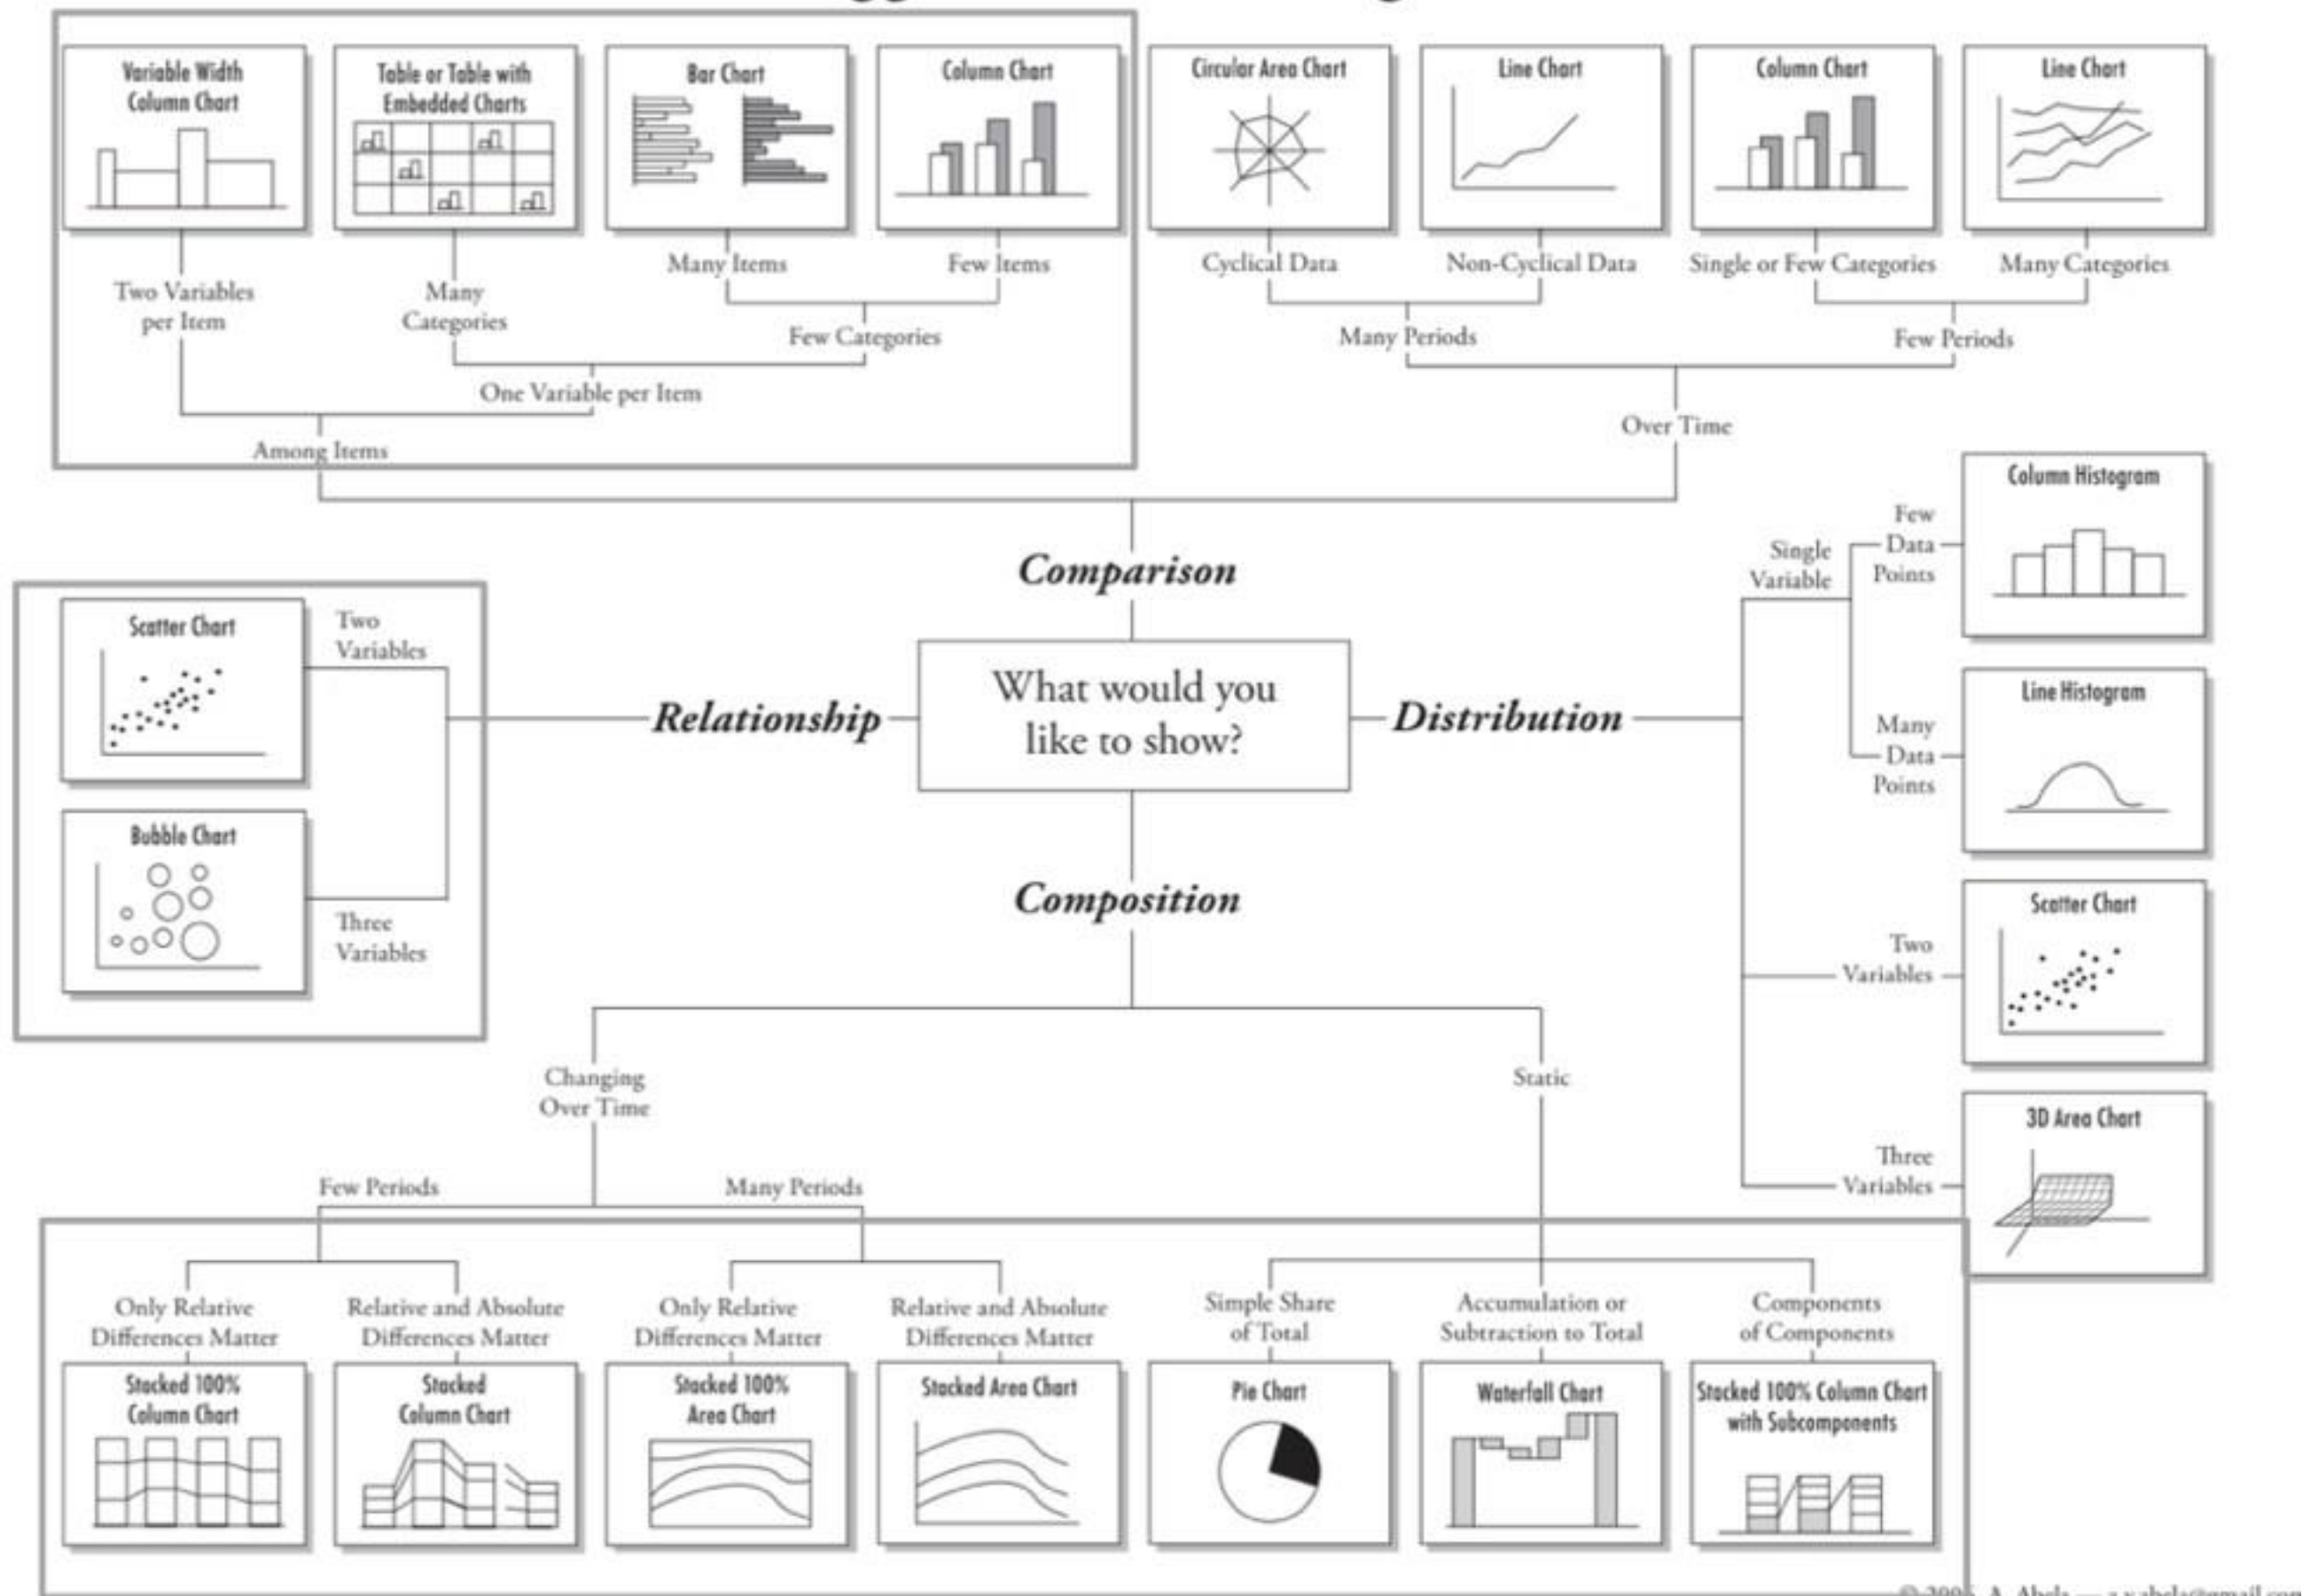 Variable Width
Column Chart
Table or Table with
Embedded Charts
Bar Chart
Column Chart
Circular Area Chart
Line Chart
Column Chart
Line Chart
Two Variables
per Item
Many
Categories
Many Items
Few Items
Cyclical Data
Non-Cyclical Data
Single or Few Categories
Many Categories
Few Categories
Many Periods
Few Periods
One Variable per Item
Among Items
Over Time
Comparison
What would you
like to show?
Relationship
Two
Variables
Scatter Chart
Bubble Chart
Three
Variables
Distribution
Single
Variable
Few
Data
Points
Column Histogram
Many
Data
Points
Line Histogram
Two
Variables
Scatter Chart
Three
Variables
3D Area Chart
Composition
Changing
Over Time
Static
Few Periods
Many Periods
Only Relative
Differences Matter
Relative and Absolute
Differences Matter
Only Relative
Differences Matter
Relative and Absolute
Differences Matter
Simple Share
of Total
Accumulation or
Subtraction to Total
Components
of Components
Stacked 100%
Column Chart
Stacked
Column Chart
Stacked 100%
Area Chart
Stacked Area Chart
Pie Chart
Waterfall Chart
Stacked 100% Column Chart
with Subcomponents
A. Abela —